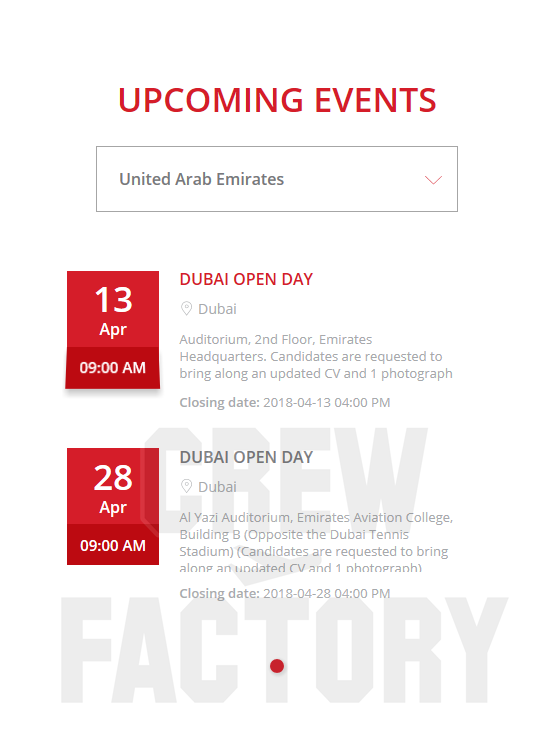 UPCOMING EVENTS
United Arab Emirates
13
Apr
09:00 AM
DUBAI OPEN DAY
Dubai
Auditorium, 2nd Floor, Emirates
Headquarters. Candidates are requested to
bring along an updated CV and 1 photograph
Closing date: 2018-04-13 04:00 PM
28
Apr
09:00 AM
DUBAI OPEN DAY
Dubai
Al Yazi Auditorium, Emirates Aviation College,
Building B (Opposite the Dubai Tennis
Stadium) (Candidates are requested to bring
along an updated CV and 1 photograph)
Closing date: 2018-04-28 04:00 PM
CREW
FACTORY